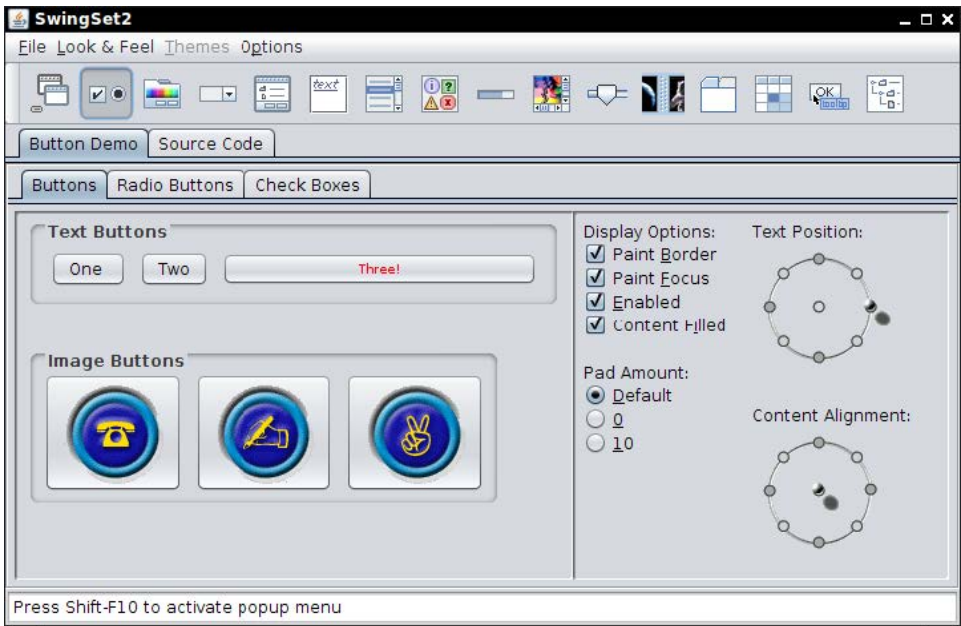 SwingSet2
File Look & Feel Themes Options
text
OK
tooltip
Button Demo Source Code
Buttons Radio Buttons Check Boxes
Text Buttons
One Two Three!
Image Buttons
Display Options:
Paint Border
Paint Focus
Enabled
Content Filled
Pad Amount:
Default
0
10
Text Position:
Content Alignment:
Press Shift-F10 to activate popup menu